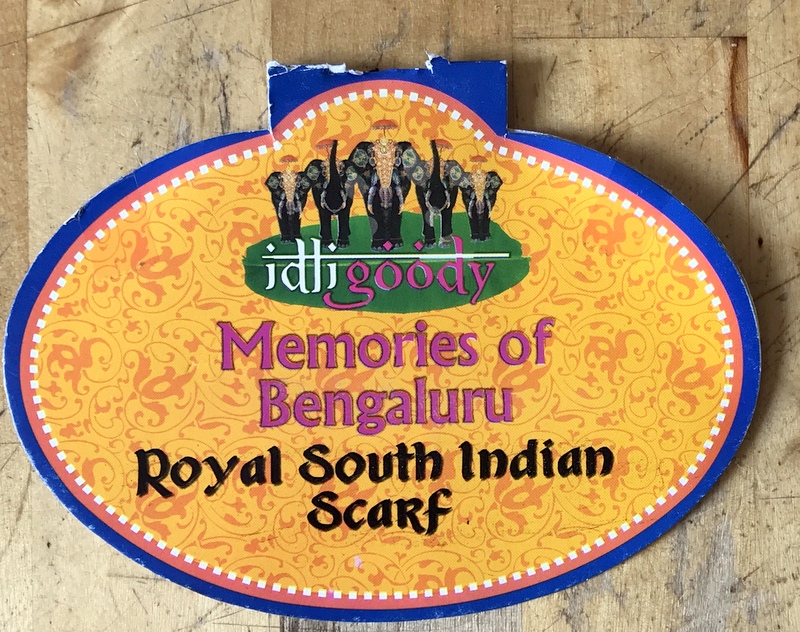 idli goody
Memories of
Bengaluru
Royal South Indian
Scarf